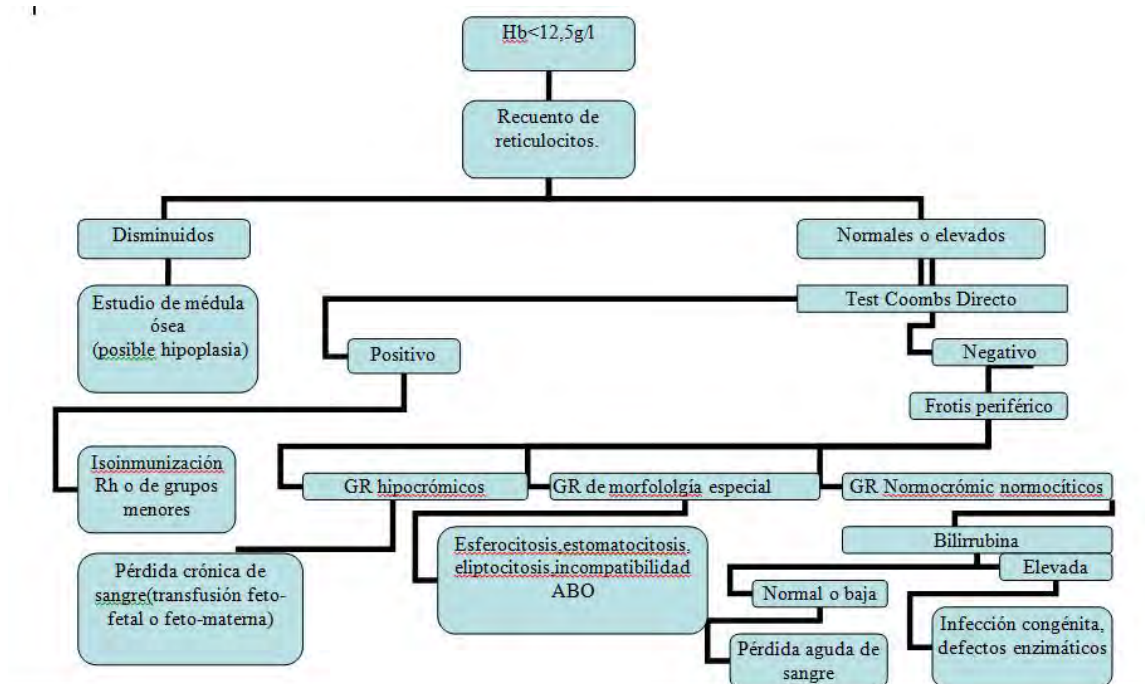 Hb<12,5g/l
Recuento de
reticulocitos.
Disminuidos
Normales o elevados
Estudio de médula
ósea
(posible hipoplasia)
Test Coombs Directo
Positivo
Negativo
Frotis periférico
Isoinmunización
Rh o de grupos
menores
GR hipocrómicos
GR de morfololgía especial
GR Normocrómic normocíticos
Pérdida crónica de
sangre(transfusión feto-
fetal o feto-materna)
Esferocitosis,estomatocitosis,
eliptocitosis,incompatibilidad
ABO
Bilirrubina
Elevada
Normal o baja
Pérdida aguda de
sangre
Infección congénita,
defectos enzimáticos